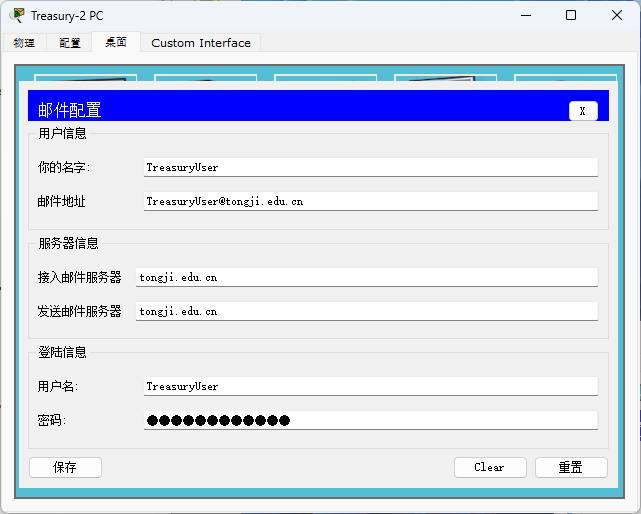 Treasury-2 PC
物理 配置 桌面 Custom Interface
邮件配置 X
用户信息
你的名字: TreasuryUser
邮件地址 TreasuryUser@tongji.edu.cn
服务器信息
接入邮件服务器 tongji.edu.cn
发送邮件服务器 tongji.edu.cn
登陆信息
用户名: TreasuryUser
密码: ●●●●●●●●●●●●
保存 Clear 重置